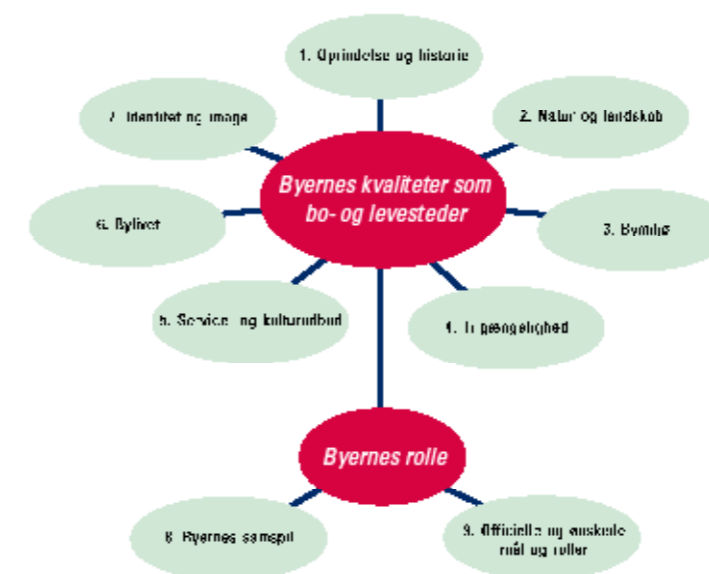 1. Oprindelse og historie
7. Identitet og image
2. Natur og landskab
Byernes kvaliteter som
bo- og levesteder
6. Bylivet
3. Bymiljø
5. Service- og kulturudbud
4. Tilgængelighed
Byernes rolle
8. Byernes samspil
9. Officielle og ønskede
mål og roller